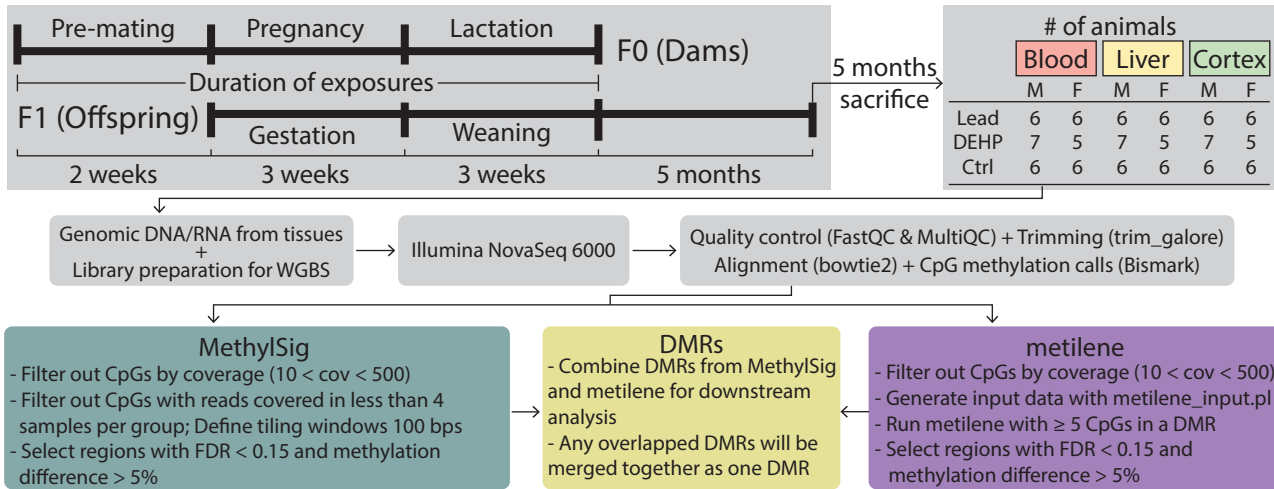 Pre-mating Pregnancy Lactation
F0 (Dams)
Duration of exposures
F1 (Offspring)
Gestation Weaning
2 weeks 3 weeks 3 weeks 5 months
5 months
sacrifice
# of animals
Blood Liver Cortex
M F M F M F
Lead 6 6 6 6 6 6
DEHP 7 5 7 5 7 5
Ctrl 6 6 6 6 6 6
Genomic DNA/RNA from tissues
+
Library preparation for WGBS
Illumina NovaSeq 6000
Quality control (FastQC & MultiQC) + Trimming (trim_galore)
Alignment (bowtie2) + CpG methylation calls (Bismark)
MethylSig
- Filter out CpGs by coverage (10 < cov < 500)
- Filter out CpGs with reads covered in less than 4
samples per group; Define tiling windows 100 bps
- Select regions with FDR < 0.15 and methylation
difference > 5%
DMRs
- Combine DMRs from MethylSig
and metilene for downstream
analysis
- Any overlapped DMRs will be
merged together as one DMR
metilene
- Filter out CpGs by coverage (10 < cov < 500)
- Generate input data with metilene_input.pl
- Run metilene with ≥ 5 CpGs in a DMR
- Select regions with FDR < 0.15 and
methylation difference > 5%